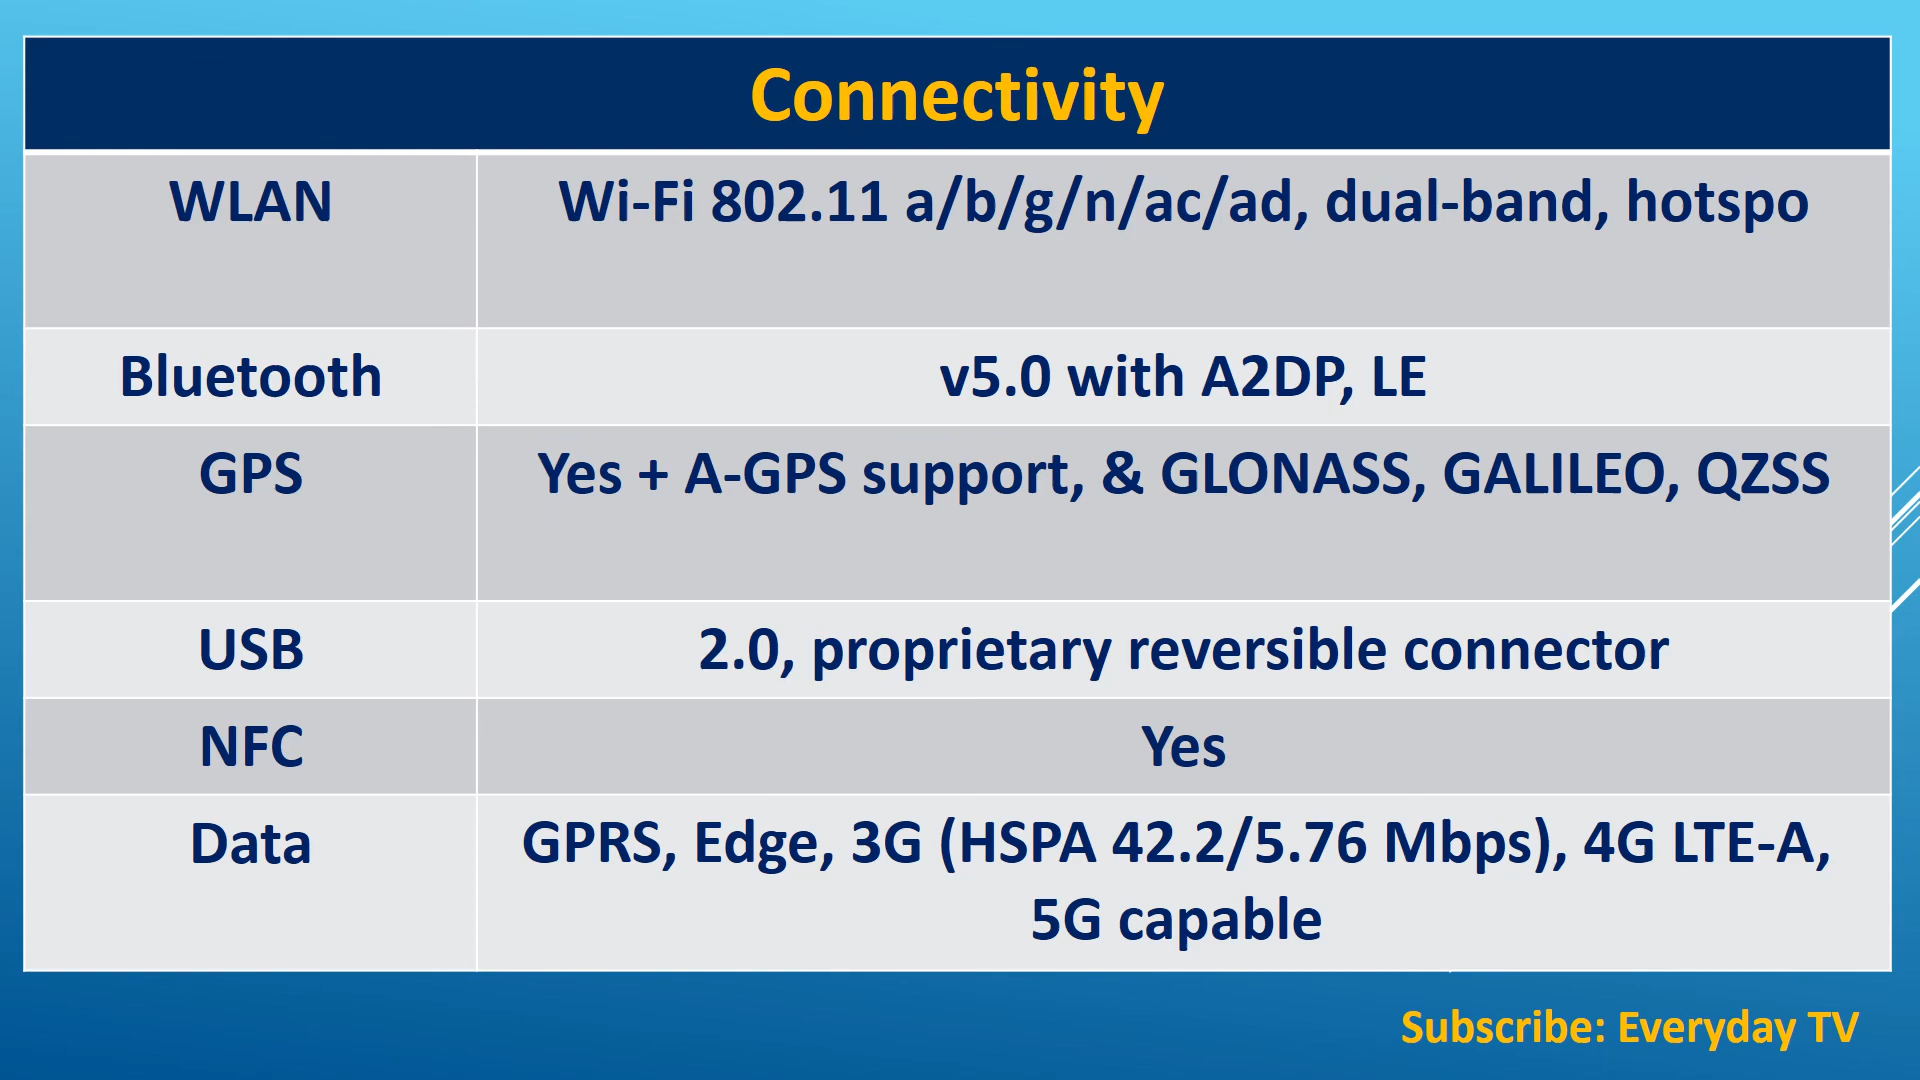 Connectivity
WLAN Wi-Fi 802.11 a/b/g/n/ac/ad, dual-band, hotspo
Bluetooth v5.0 with A2DP, LE
GPS Yes + A-GPS support, & GLONASS, GALILEO, QZSS
USB 2.0, proprietary reversible connector
NFC Yes
Data GPRS, Edge, 3G (HSPA 42.2/5.76 Mbps), 4G LTE-A,
5G capable
Subscribe: Everyday TV